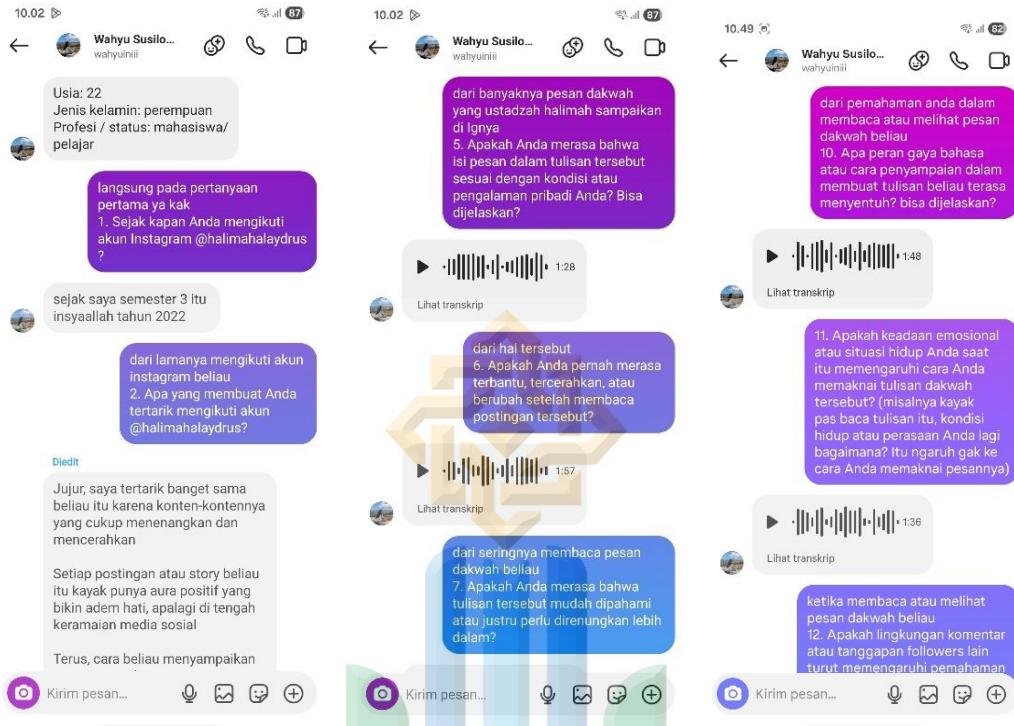 10.02
87
Wahyu Susilo...
wahyuiniii
Usia: 22
Jenis kelamin: perempuan
Profesi / status: mahasiswa/
pelajar
langsung pada pertanyaan
pertama ya kak
1. Sejak kapan Anda mengikuti
akun Instagram @halimahalaydrus
?
sejak saya semester 3 itu
insyaallah tahun 2022
dari lamanya mengikuti akun
instagram beliau
2. Apa yang membuat Anda
tertarik mengikuti akun
@halimahalaydrus?
Diedit
Jujur, saya tertarik banget sama
beliau itu karena konten-kontennya
yang cukup menenangkan dan
mencerahkan
Setiap postingan atau story beliau
itu kayak punya aura positif yang
bikin adem hati, apalagi di tengah
keramaian media sosial
Terus, cara beliau menyampaikan
Kirim pesan...
10.02
87
Wahyu Susilo...
wahyuiniii
dari banyaknya pesan dakwah
yang ustadzah halimah sampaikan
di Ignya
5. Apakah Anda merasa bahwa
isi pesan dalam tulisan tersebut
sesuai dengan kondisi atau
pengalaman pribadi Anda? Bisa
dijelaskan?
1:28
Lihat transkrip
dari hal tersebut
6. Apakah Anda pernah merasa
terbantu, tercerahkan, atau
berubah setelah membaca
postingan tersebut?
1:57
Lihat transkrip
dari seringnya membaca pesan
dakwah beliau
7. Apakah Anda merasa bahwa
tulisan tersebut mudah dipahami
atau justru perlu direnungkan lebih
dalam?
Kirim pesan...
10.49
82
Wahyu Susilo...
wahyuiniii
dari pemahaman anda dalam
membaca atau melihat pesan
dakwah beliau
10. Apa peran gaya bahasa
atau cara penyampaian dalam
membuat tulisan beliau terasa
menyentuh? bisa dijelaskan?
1:48
Lihat transkrip
11. Apakah keadaan emosional
atau situasi hidup Anda saat
itu memengaruhi cara Anda
memaknai tulisan dakwah
tersebut? (misalnya kayak
pas baca tulisan itu, kondisi
hidup atau perasaan Anda lagi
bagaimana? Itu ngaruh gak ke
cara Anda memaknai pesannya)
1:36
Lihat transkrip
ketika membaca atau melihat
pesan dakwah beliau
12. Apakah lingkungan komentar
atau tanggapan followers lain
turut memengaruhi pemahaman
Kirim pesan...